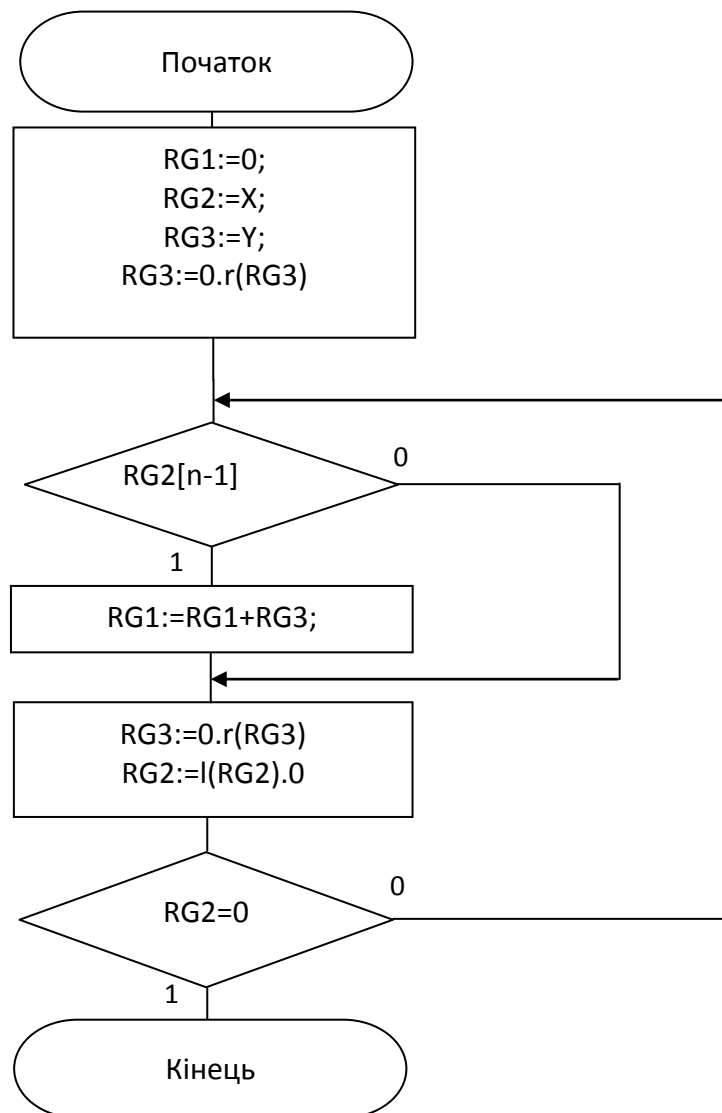 Початок
RG1:=0;
RG2:=X;
RG3:=Y;
RG3:=0.r(RG3)
RG2[n-1]
0
1
RG1:=RG1+RG3;
RG3:=0.r(RG3)
RG2:=l(RG2).0
RG2=0
0
1
Кінець